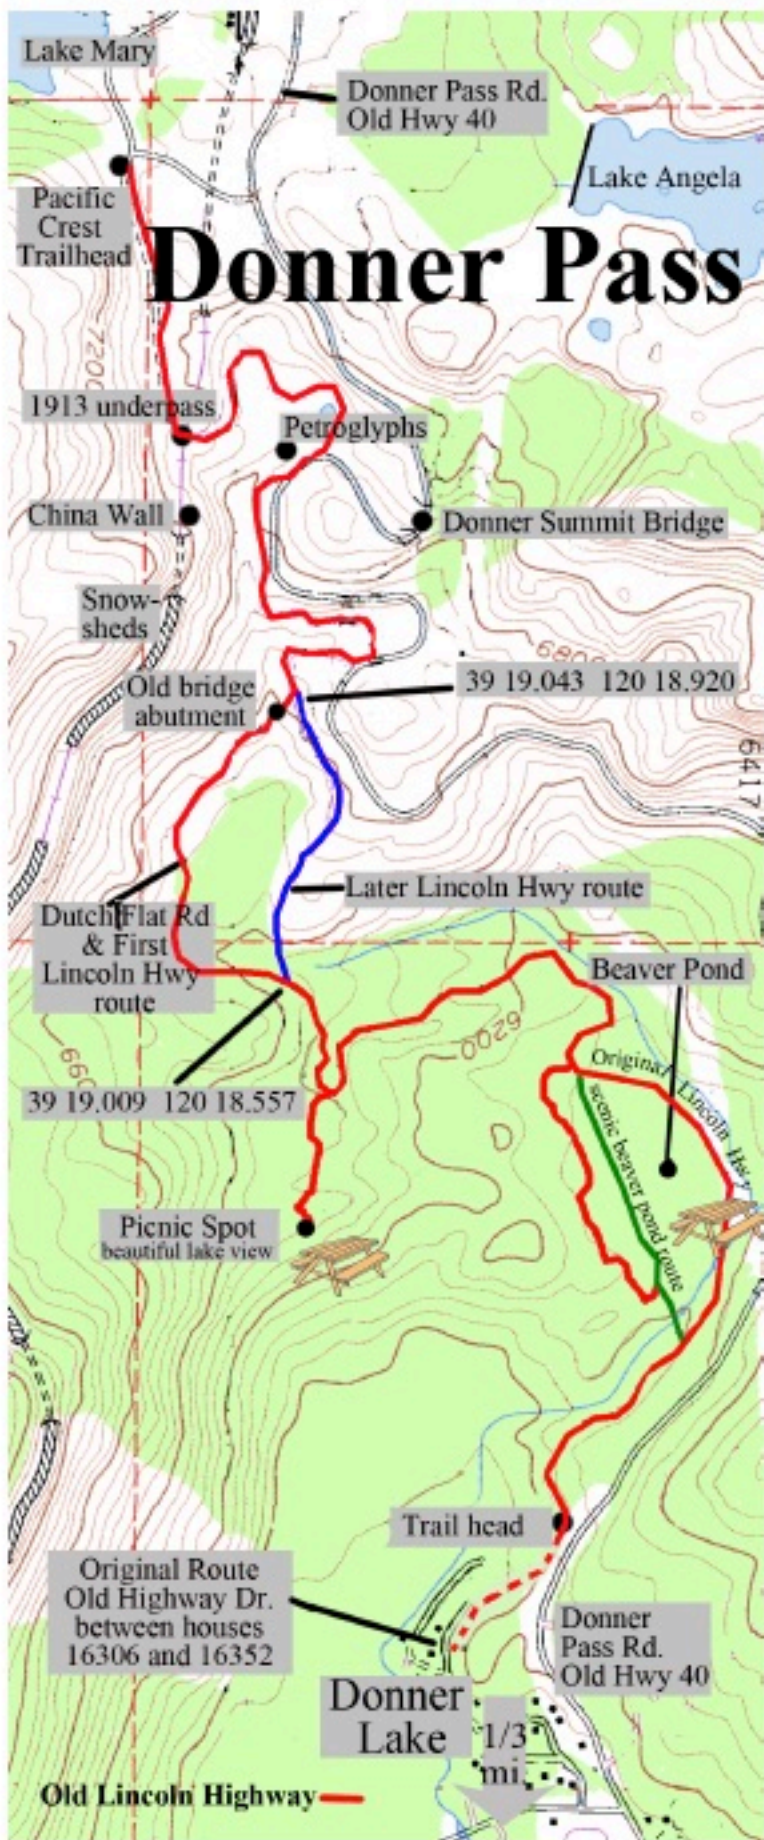 Lake Mary
Donner Pass Rd.
Old Hwy 40
Lake Angela
Pacific
Crest
Trailhead
Donner Pass
7200
1913 underpass
Petroglyphs
China Wall
Donner Summit Bridge
Snow-
sheds
6800
Old bridge
abutment
39 19.043 120 18.920
6417
Later Lincoln Hwy route
Dutch Flat Rd
& First
Lincoln Hwy
route
Beaver Pond
6200
Original Lincoln Hwy
scenic beaver pond route
39 19.009 120 18.557
Picnic Spot
beautiful lake view
Trail head
Original Route
Old Highway Dr.
between houses
16306 and 16352
Donner
Pass Rd.
Old Hwy 40
Donner
Lake
1/3
mi.
Old Lincoln Highway